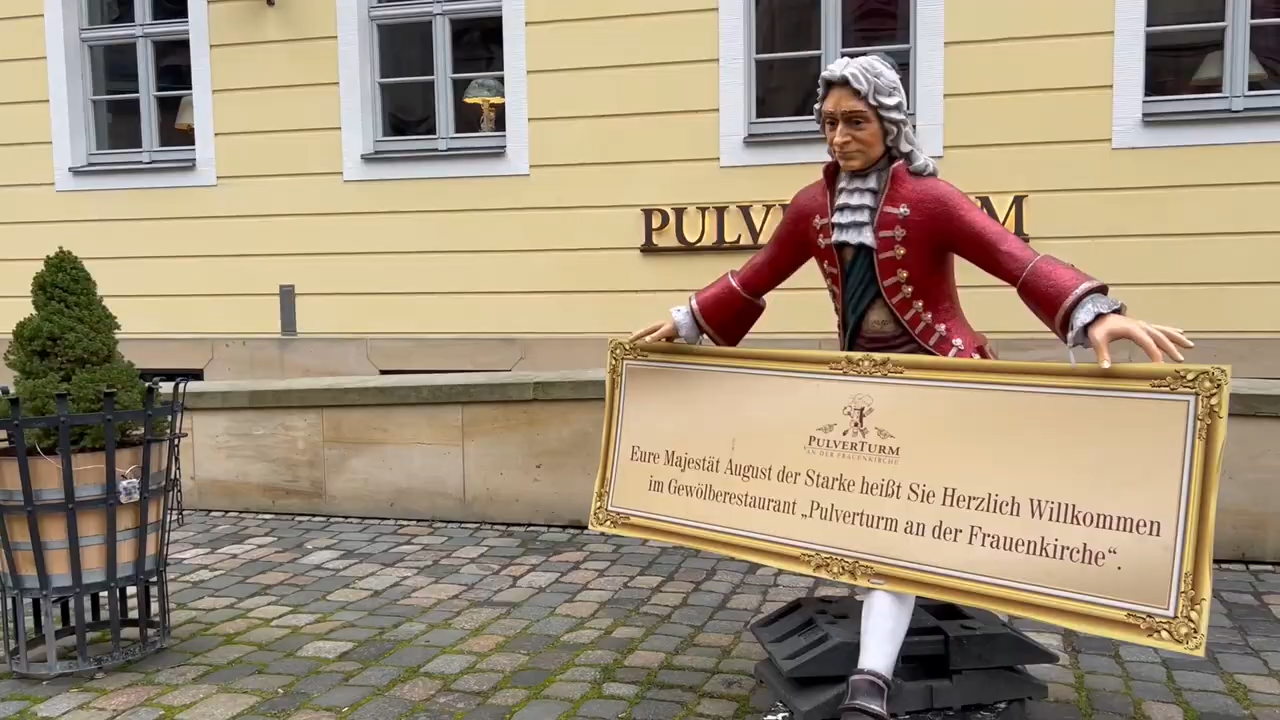 PULV M
PULVERTURM
AN DER FRAUENKIRCHE
Eure Majestät August der Starke heißt Sie Herzlich Willkommen
im Gewölberestaurant „Pulverturm an der Frauenkirche“.